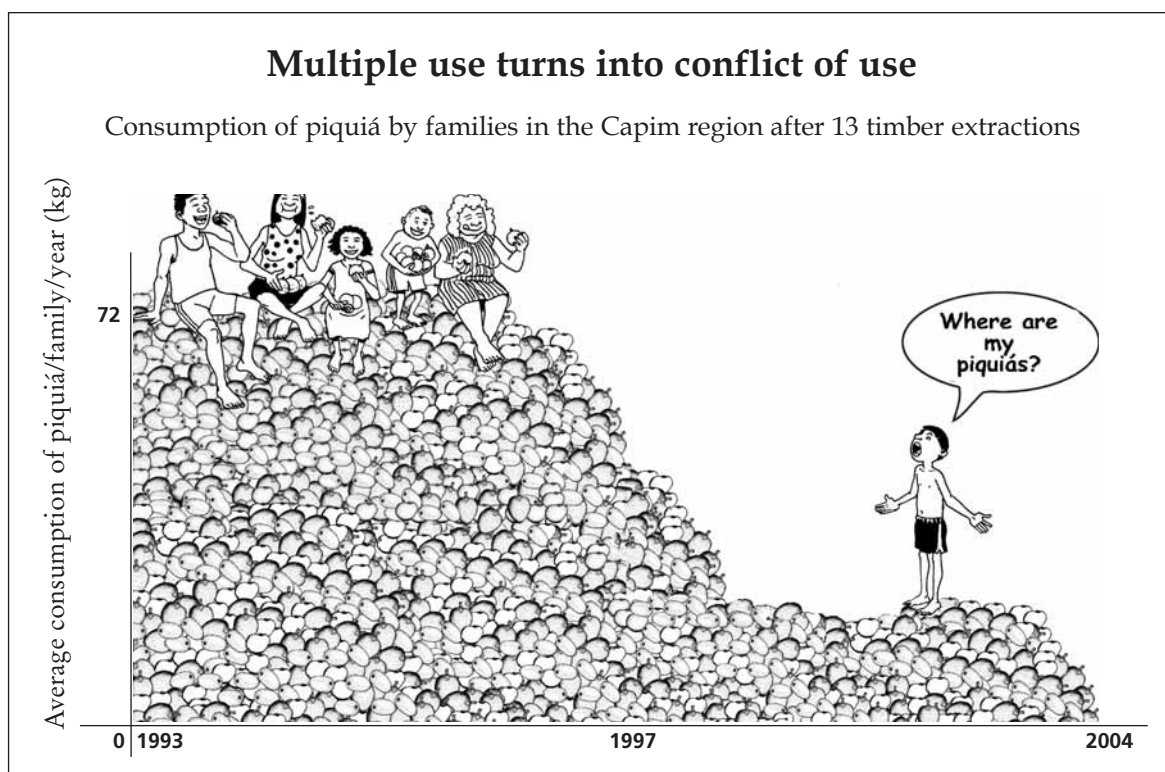 Multiple use turns into conflict of use
Consumption of piquiá by families in the Capim region after 13 timber extractions
Average consumption of piquiá/family/year (kg)
72
Where are
my
piquiás?
0 1993
1997
2004